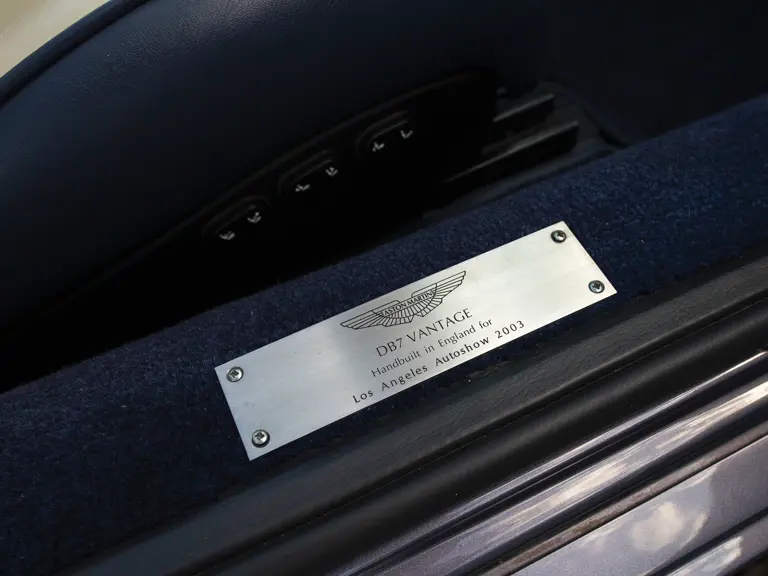 ASTON MARTIN
DB7 VANTAGE
Handbuilt in England for
Los Angeles Autoshow 2003